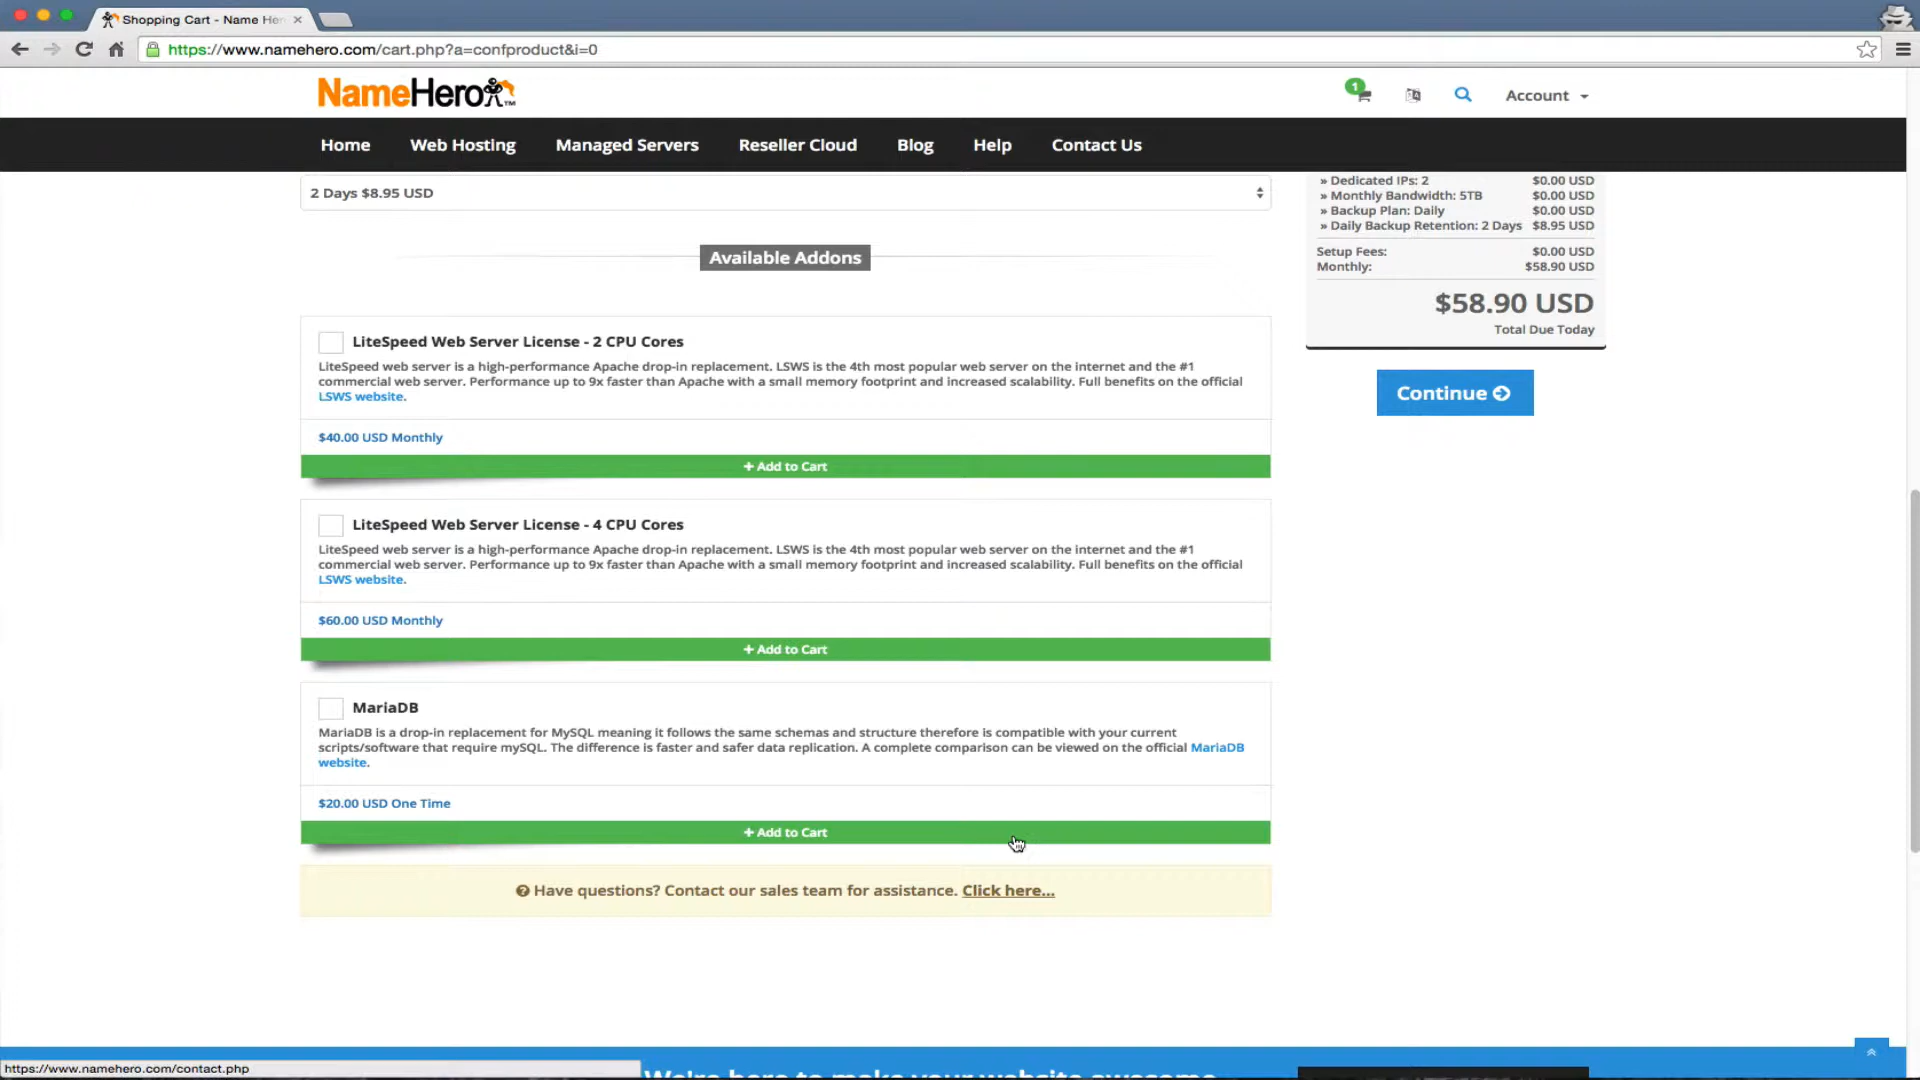 Shopping Cart - Name Her
https://www.namehero.com/cart.php?a=confproduct&i=0
NameHero™
1
Account
Home Web Hosting Managed Servers Reseller Cloud Blog Help Contact Us
2 Days $8.95 USD
Available Addons
LiteSpeed Web Server License - 2 CPU Cores
LiteSpeed web server is a high-performance Apache drop-in replacement. LSWS is the 4th most popular web server on the internet and the #1
commercial web server. Performance up to 9x faster than Apache with a small memory footprint and increased scalability. Full benefits on the official
LSWS website.
$40.00 USD Monthly
+ Add to Cart
LiteSpeed Web Server License - 4 CPU Cores
LiteSpeed web server is a high-performance Apache drop-in replacement. LSWS is the 4th most popular web server on the internet and the #1
commercial web server. Performance up to 9x faster than Apache with a small memory footprint and increased scalability. Full benefits on the official
LSWS website.
$60.00 USD Monthly
+ Add to Cart
MariaDB
MariaDB is a drop-in replacement for MySQL meaning it follows the same schemas and structure therefore is compatible with your current
scripts/software that require mySQL. The difference is faster and safer data replication. A complete comparison can be viewed on the official MariaDB
website.
$20.00 USD One Time
+ Add to Cart
Have questions? Contact our sales team for assistance. Click here...
» Dedicated IPs: 2 $0.00 USD
» Monthly Bandwidth: 5TB $0.00 USD
» Backup Plan: Daily $0.00 USD
» Daily Backup Retention: 2 Days $8.95 USD
Setup Fees: $0.00 USD
Monthly: $58.90 USD
$58.90 USD
Total Due Today
Continue
We're here to make your website awesome
https://www.namehero.com/contact.php